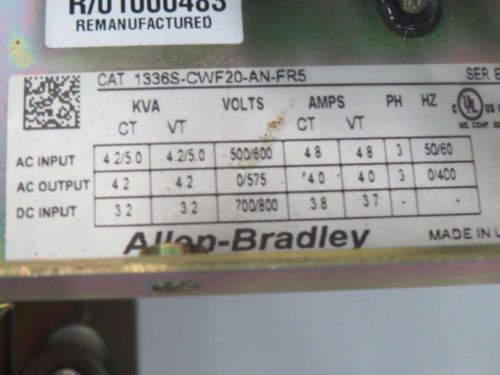 R/0100048S
REMANUFACTURED
CAT 1336S-CWF20-AN-FR5 SER
KVA VOLTS AMPS PH HZ
CT VT CT VT
AC INPUT 4.2/5.0 4.2/5.0 500/600 4.8 4.8 3 50/60
AC OUTPUT 4.2 4.2 0/575 4.0 4.0 3 0/400
DC INPUT 3.2 3.2 700/800 3.8 3.7 - -
Allen-Bradley MADE IN U